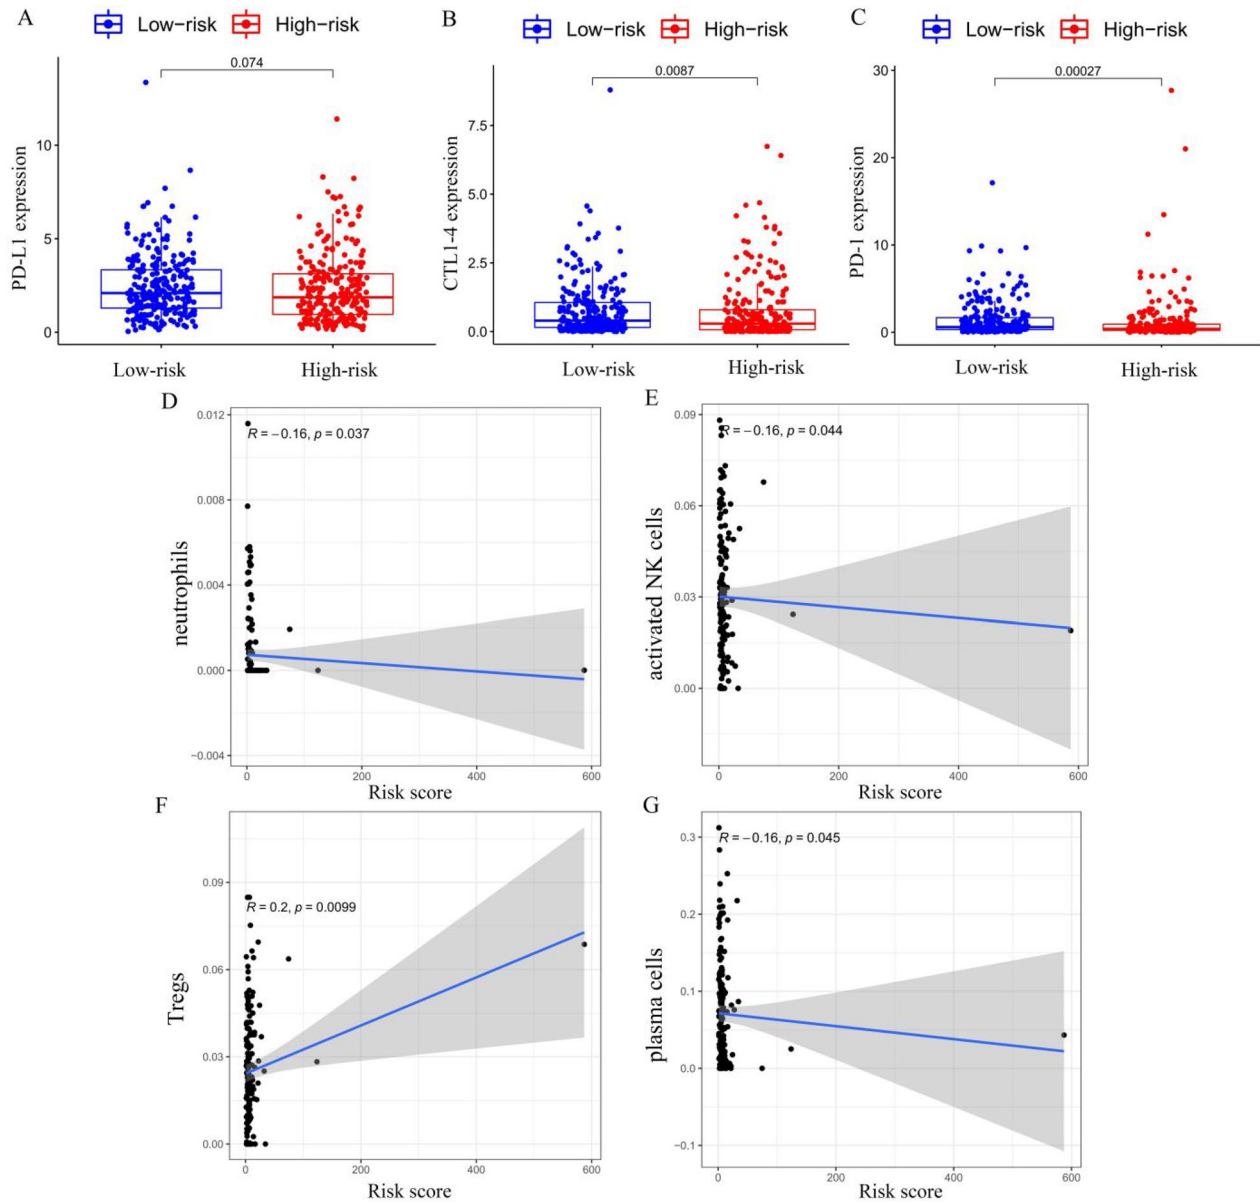 A
Low-risk High-risk
0.074
PD-L1 expression
10
5
0
Low-risk High-risk
B
Low-risk High-risk
0.0087
CTL1-4 expression
7.5
5.0
2.5
0.0
Low-risk High-risk
C
Low-risk High-risk
0.00027
PD-1 expression
30
20
10
0
Low-risk High-risk
D
R = −0.16, p = 0.037
neutrophils
0.012
0.008
0.004
0.000
−0.004
0 200 400 600
Risk score
E
R = −0.16, p = 0.044
activated NK cells
0.09
0.06
0.03
0.00
0 200 400 600
Risk score
F
R = 0.2, p = 0.0099
Tregs
0.09
0.06
0.03
0.00
0 200 400 600
Risk score
G
R = −0.16, p = 0.045
plasma cells
0.3
0.2
0.1
0.0
−0.1
0 200 400 600
Risk score